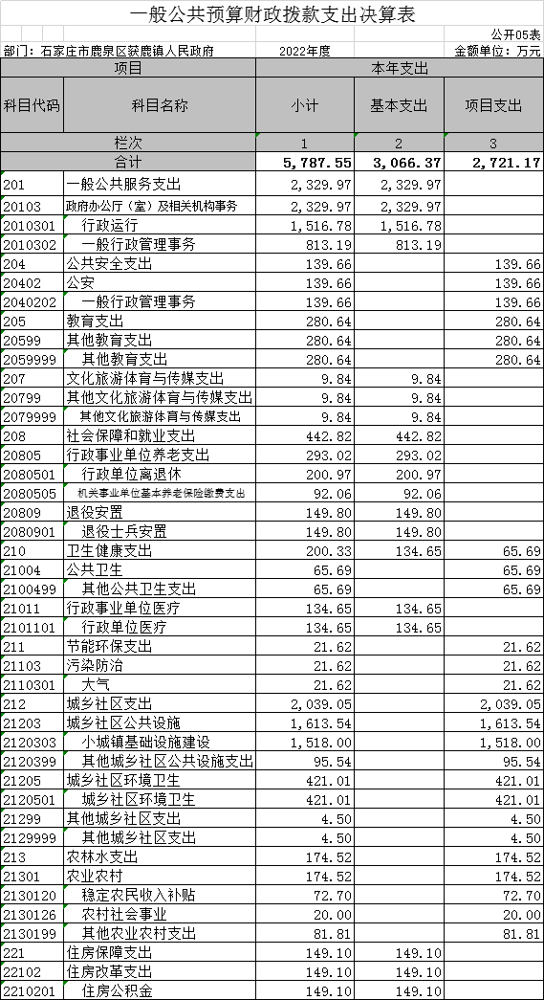 一般公共预算财政拨款支出决算表
公开05表
部门：石家庄市鹿泉区获鹿镇人民政府 2022年度 金额单位：万元
项目 本年支出
科目代码 科目名称 小计 基本支出 项目支出
栏次 1 2 3
合计 5,787.55 3,066.37 2,721.17
201 一般公共服务支出 2,329.97 2,329.97
20103 政府办公厅（室）及相关机构事务 2,329.97 2,329.97
2010301 行政运行 1,516.78 1,516.78
2010302 一般行政管理事务 813.19 813.19
204 公共安全支出 139.66 139.66
20402 公安 139.66 139.66
2040202 一般行政管理事务 139.66 139.66
205 教育支出 280.64 280.64
20599 其他教育支出 280.64 280.64
2059999 其他教育支出 280.64 280.64
207 文化旅游体育与传媒支出 9.84 9.84
20799 其他文化旅游体育与传媒支出 9.84 9.84
2079999 其他文化旅游体育与传媒支出 9.84 9.84
208 社会保障和就业支出 442.82 442.82
20805 行政事业单位养老支出 293.02 293.02
2080501 行政单位离退休 200.97 200.97
2080505 机关事业单位基本养老保险缴费支出 92.06 92.06
20809 退役安置 149.80 149.80
2080901 退役士兵安置 149.80 149.80
210 卫生健康支出 200.33 134.65 65.69
21004 公共卫生 65.69 65.69
2100499 其他公共卫生支出 65.69 65.69
21011 行政事业单位医疗 134.65 134.65
2101101 行政单位医疗 134.65 134.65
211 节能环保支出 21.62 21.62
21103 污染防治 21.62 21.62
2110301 大气 21.62 21.62
212 城乡社区支出 2,039.05 2,039.05
21203 城乡社区公共设施 1,613.54 1,613.54
2120303 小城镇基础设施建设 1,518.00 1,518.00
2120399 其他城乡社区公共设施支出 95.54 95.54
21205 城乡社区环境卫生 421.01 421.01
2120501 城乡社区环境卫生 421.01 421.01
21299 其他城乡社区支出 4.50 4.50
2129999 其他城乡社区支出 4.50 4.50
213 农林水支出 174.52 174.52
21301 农业农村 174.52 174.52
2130120 稳定农民收入补贴 72.70 72.70
2130126 农村社会事业 20.00 20.00
2130199 其他农业农村支出 81.81 81.81
221 住房保障支出 149.10 149.10
22102 住房改革支出 149.10 149.10
2210201 住房公积金 149.10 149.10